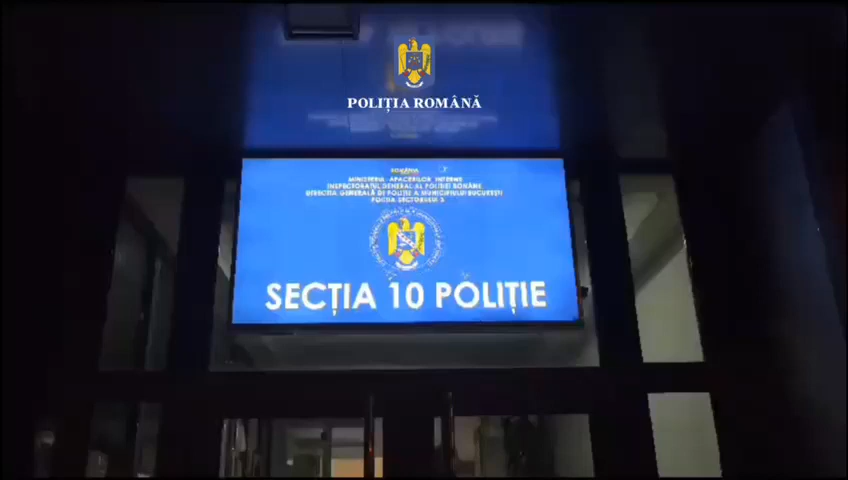 POLIȚIA ROMÂNĂ
ROMÂNIA
MINISTERUL AFACERILOR INTERNE
INSPECTORATUL GENERAL AL POLIȚIEI ROMÂNE
DIRECȚIA GENERALĂ DE POLIȚIE A MUNICIPIULUI BUCUREȘTI
POLIȚIA SECTORULUI 3
SECȚIA 10 POLIȚIE